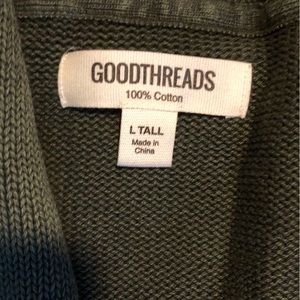 GOODTHREADS
100% Cotton
L TALL
Made in
China